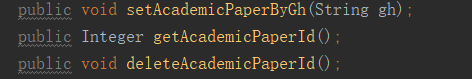 public void setAcademicPaperByGh(String gh);
public Integer getAcademicPaperId();
public void deleteAcademicPaperId();